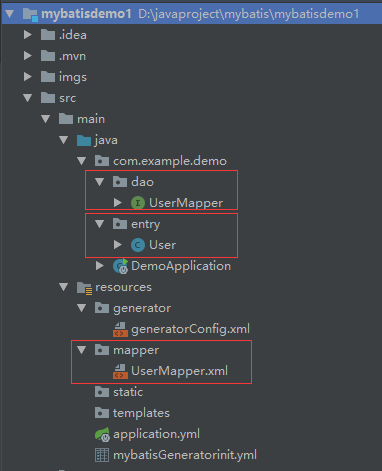 mybatisdemo1 D:\javaproject\mybatis\mybatisdemo1
.idea
.mvn
imgs
src
main
java
com.example.demo
dao
UserMapper
entry
User
DemoApplication
resources
generator
generatorConfig.xml
mapper
UserMapper.xml
static
templates
application.yml
mybatisGeneratorinit.yml